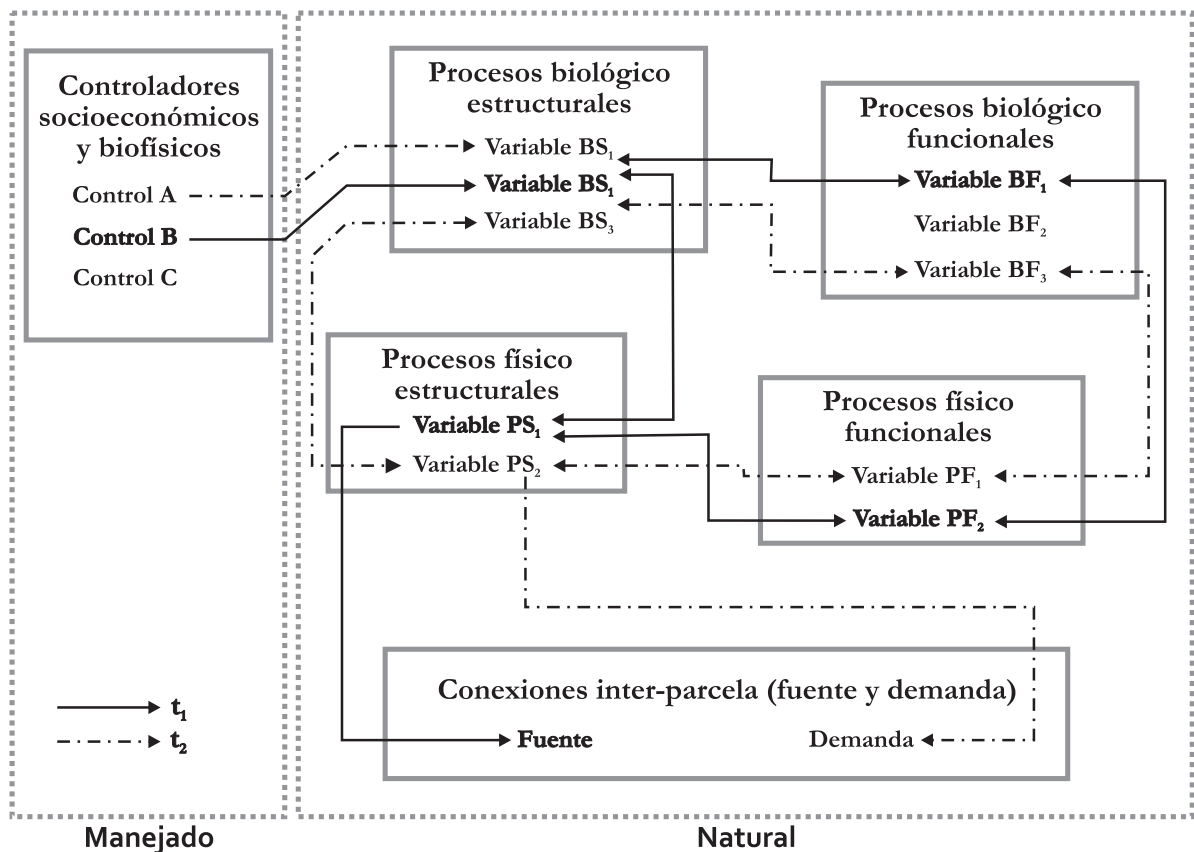 Controladores
socioeconómicos
y biofísicos
Control A
Control B
Control C
Procesos biológico
estructurales
Variable BS₁
Variable BS₁
Variable BS₃
Procesos biológico
funcionales
Variable BF₁
Variable BF₂
Variable BF₃
Procesos físico
estructurales
Variable PS₁
Variable PS₂
Procesos físico
funcionales
Variable PF₁
Variable PF₂
Conexiones inter-parcela (fuente y demanda)
Fuente
Demanda
t₁
t₂
Manejado
Natural